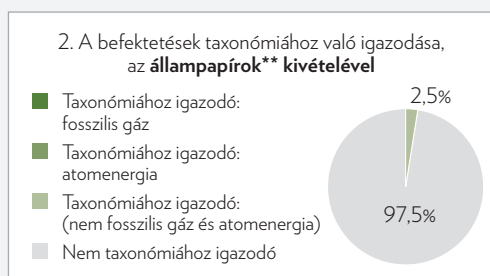 2. A befektetések taxonómiához való igazodása,
az állampapírok** kivételével
Taxonómiához igazodó:
fosszilis gáz
Taxonómiához igazodó:
atomenergia
Taxonómiához igazodó:
(nem fosszilis gáz és atomenergia)
Nem taxonómiához igazodó
2,5%
97,5%